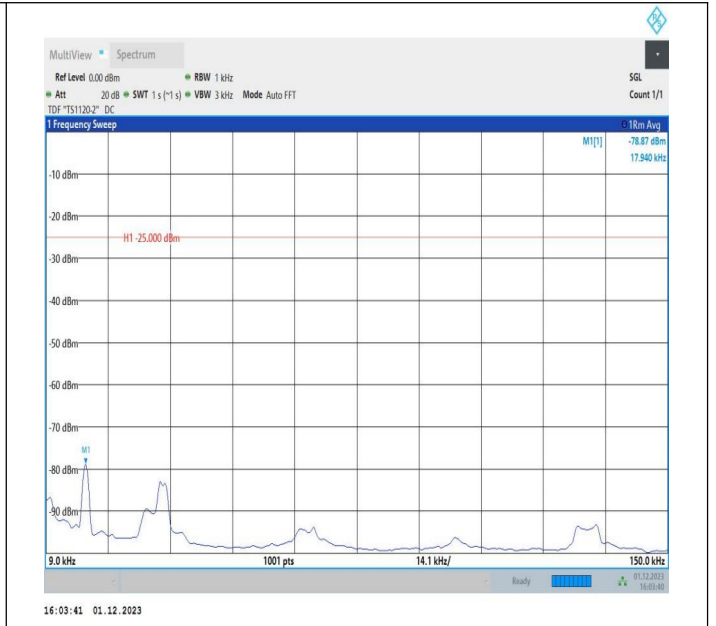 MultiView Spectrum
Ref Level 0.00 dBm RBW 1 kHz SGL
Att 20 dB SWT 1 s (~1 s) VBW 3 kHz Mode Auto FFT Count 1/1
TDF "TS1120-2" DC
1 Frequency Sweep 1Rm Avg
M1[1] -78.87 dBm
17.940 kHz
-10 dBm
-20 dBm
H1 -25.000 dBm
-30 dBm
-40 dBm
-50 dBm
-60 dBm
-70 dBm
M1
-80 dBm
-90 dBm
9.0 kHz 1001 pts 14.1 kHz/ 150.0 kHz
Ready 01.12.2023
16:03:40
16:03:41 01.12.2023